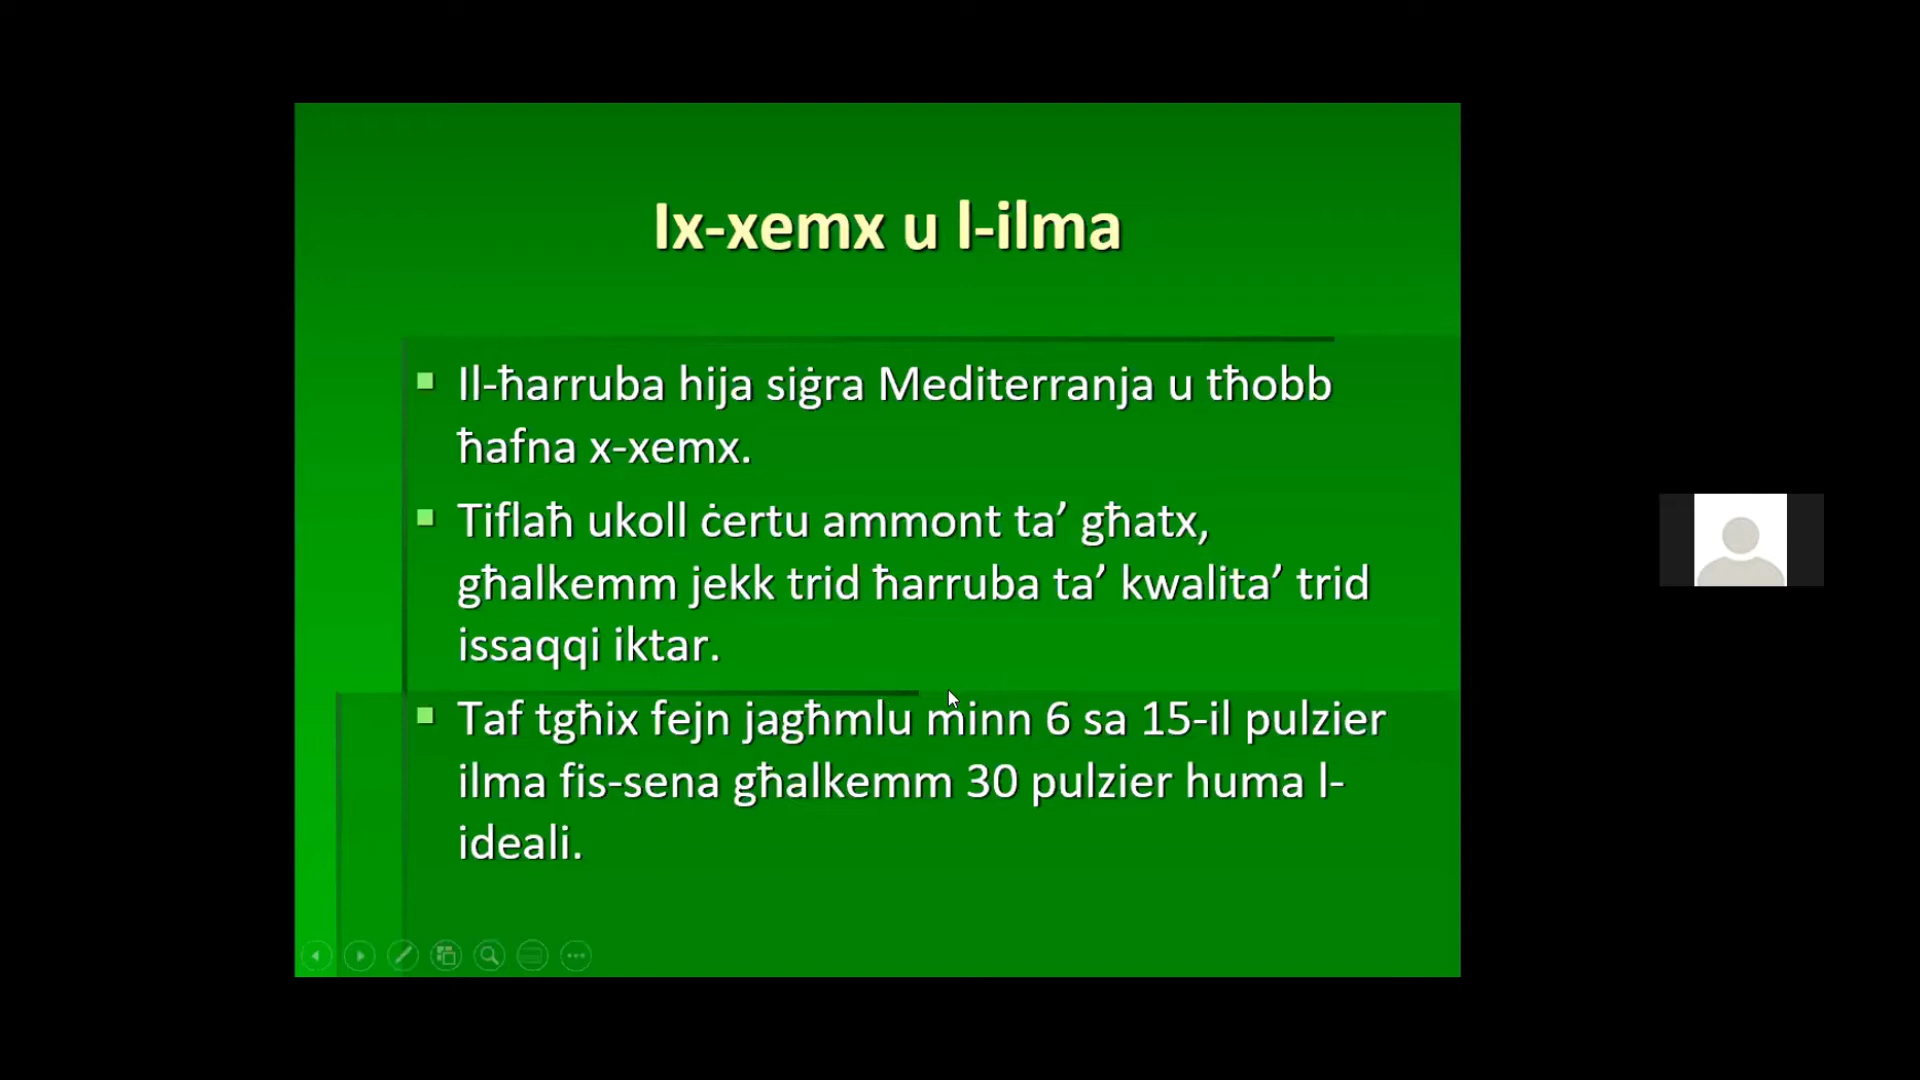 Ix-xemx u l-ilma
Il-ħarruba hija siġra Mediterranja u tħobb
ħafna x-xemx.
Tiflaħ ukoll ċertu ammont ta’ għatx,
għalkemm jekk trid ħarruba ta’ kwalita’ trid
issaqqi iktar.
Taf tgħix fejn jagħmlu minn 6 sa 15-il pulzier
ilma fis-sena għalkemm 30 pulzier huma l-
ideali.